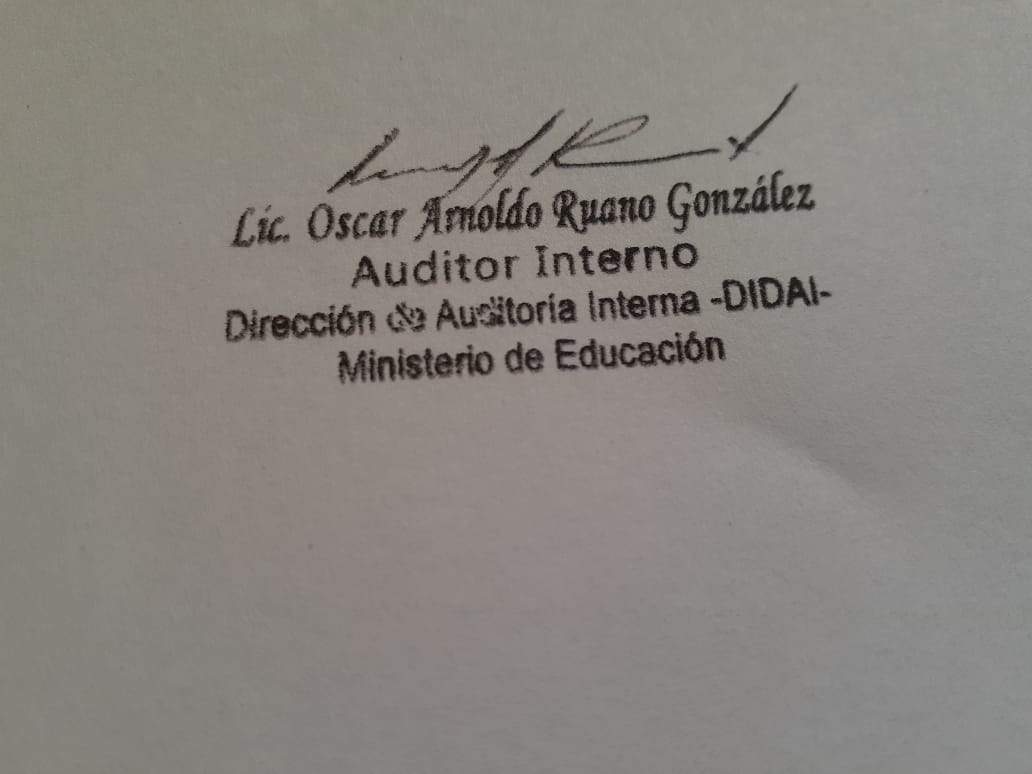 Lic. Oscar Arnoldo Ruano González
Auditor Interno
Dirección de Auditoría Interna -DIDAI-
Ministerio de Educación